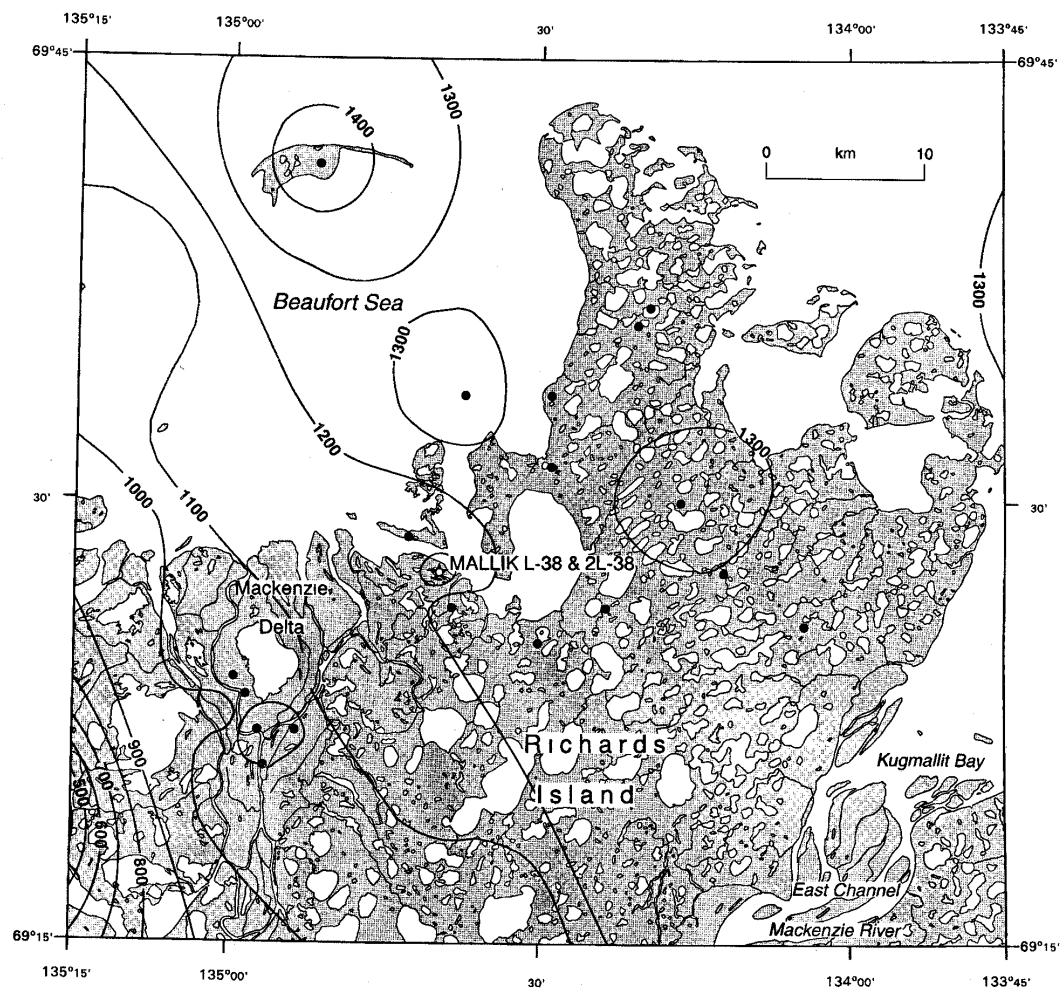 135°15'
135°00'
30'
134°00'
133°45'
69°45'
69°45'
1300
1400
0 km 10
1300
Beaufort Sea
1300
1200
1300
1000
1100
30'
30'
MALLIK L-38 & 2L-38
Mackenzie
Delta
Richards
Island
Kugmallit Bay
900
700
500
600
800
East Channel
Mackenzie River
69°15'
69°15'
135°15'
135°00'
30'
134°00'
133°45'